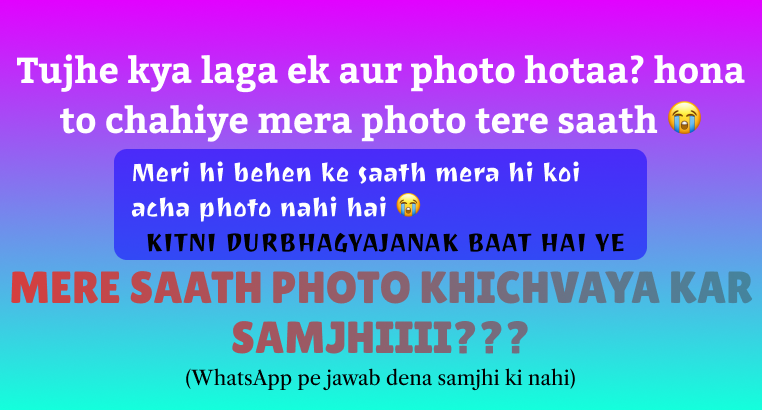 Tujhe kya laga ek aur photo hotaa? hona
to chahiye mera photo tere saath 😭
Meri hi behen ke saath mera hi koi
acha photo nahi hai 😭
KITNI DURBHAGYAJANAK BAAT HAI YE
MERE SAATH PHOTO KHICHVAYA KAR
SAMJHIIII???
(WhatsApp pe jawab dena samjhi ki nahi)